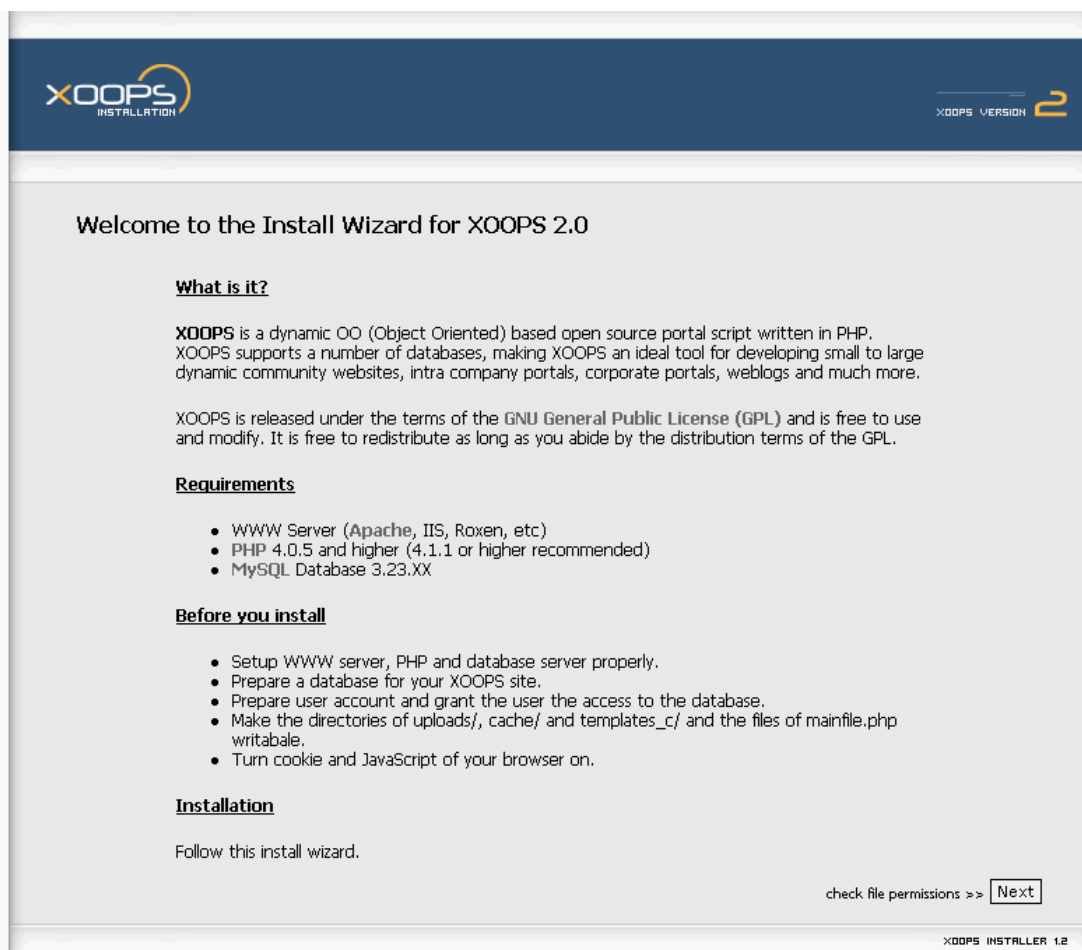 XOOPS
INSTALLATION
XOOPS VERSION 2
Welcome to the Install Wizard for XOOPS 2.0
What is it?
XOOPS is a dynamic OO (Object Oriented) based open source portal script written in PHP.
XOOPS supports a number of databases, making XOOPS an ideal tool for developing small to large
dynamic community websites, intra company portals, corporate portals, weblogs and much more.
XOOPS is released under the terms of the GNU General Public License (GPL) and is free to use
and modify. It is free to redistribute as long as you abide by the distribution terms of the GPL.
Requirements
• WWW Server (Apache, IIS, Roxen, etc)
• PHP 4.0.5 and higher (4.1.1 or higher recommended)
• MySQL Database 3.23.XX
Before you install
• Setup WWW server, PHP and database server properly.
• Prepare a database for your XOOPS site.
• Prepare user account and grant the user the access to the database.
• Make the directories of uploads/, cache/ and templates_c/ and the files of mainfile.php
writabale.
• Turn cookie and JavaScript of your browser on.
Installation
Follow this install wizard.
check file permissions >> Next
XOOPS INSTALLER 1.2